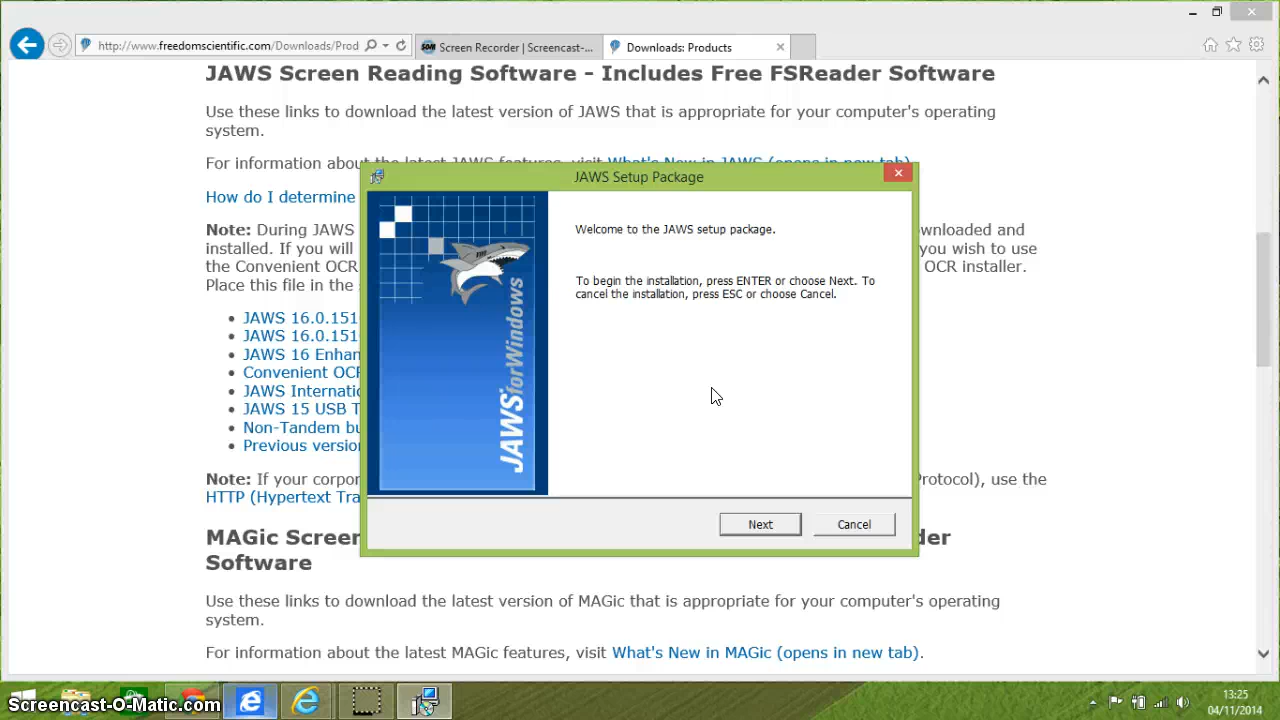 http://www.freedomscientific.com/Downloads/Prod
Screen Recorder | Screencast-...
Downloads: Products
JAWS Screen Reading Software - Includes Free FSReader Software
Use these links to download the latest version of JAWS that is appropriate for your computer's operating
system.
For information about the latest JAWS features, visit What's New in JAWS (opens in new tab).
JAWS Setup Package
How do I determine
Note: During JAWS
wnloaded and
installed. If you will
you wish to use
the Convenient OCR
OCR installer.
Place this file in the
JAWS 16.0.151
JAWS 16.0.151
JAWS 16 Enhan
Convenient OCR
JAWS Internatio
JAWS 15 USB T
Non-Tandem bu
Previous version
Welcome to the JAWS setup package.
To begin the installation, press ENTER or choose Next. To
cancel the installation, press ESC or choose Cancel.
JAWS for Windows
Note: If your corpor
Protocol), use the
HTTP (Hypertext Tra
Next
Cancel
MAGic Screen
der
Software
Use these links to download the latest version of MAGic that is appropriate for your computer's operating
system.
For information about the latest MAGic features, visit What's New in MAGic (opens in new tab).
Screencast-O-Matic.com
13:25
04/11/2014